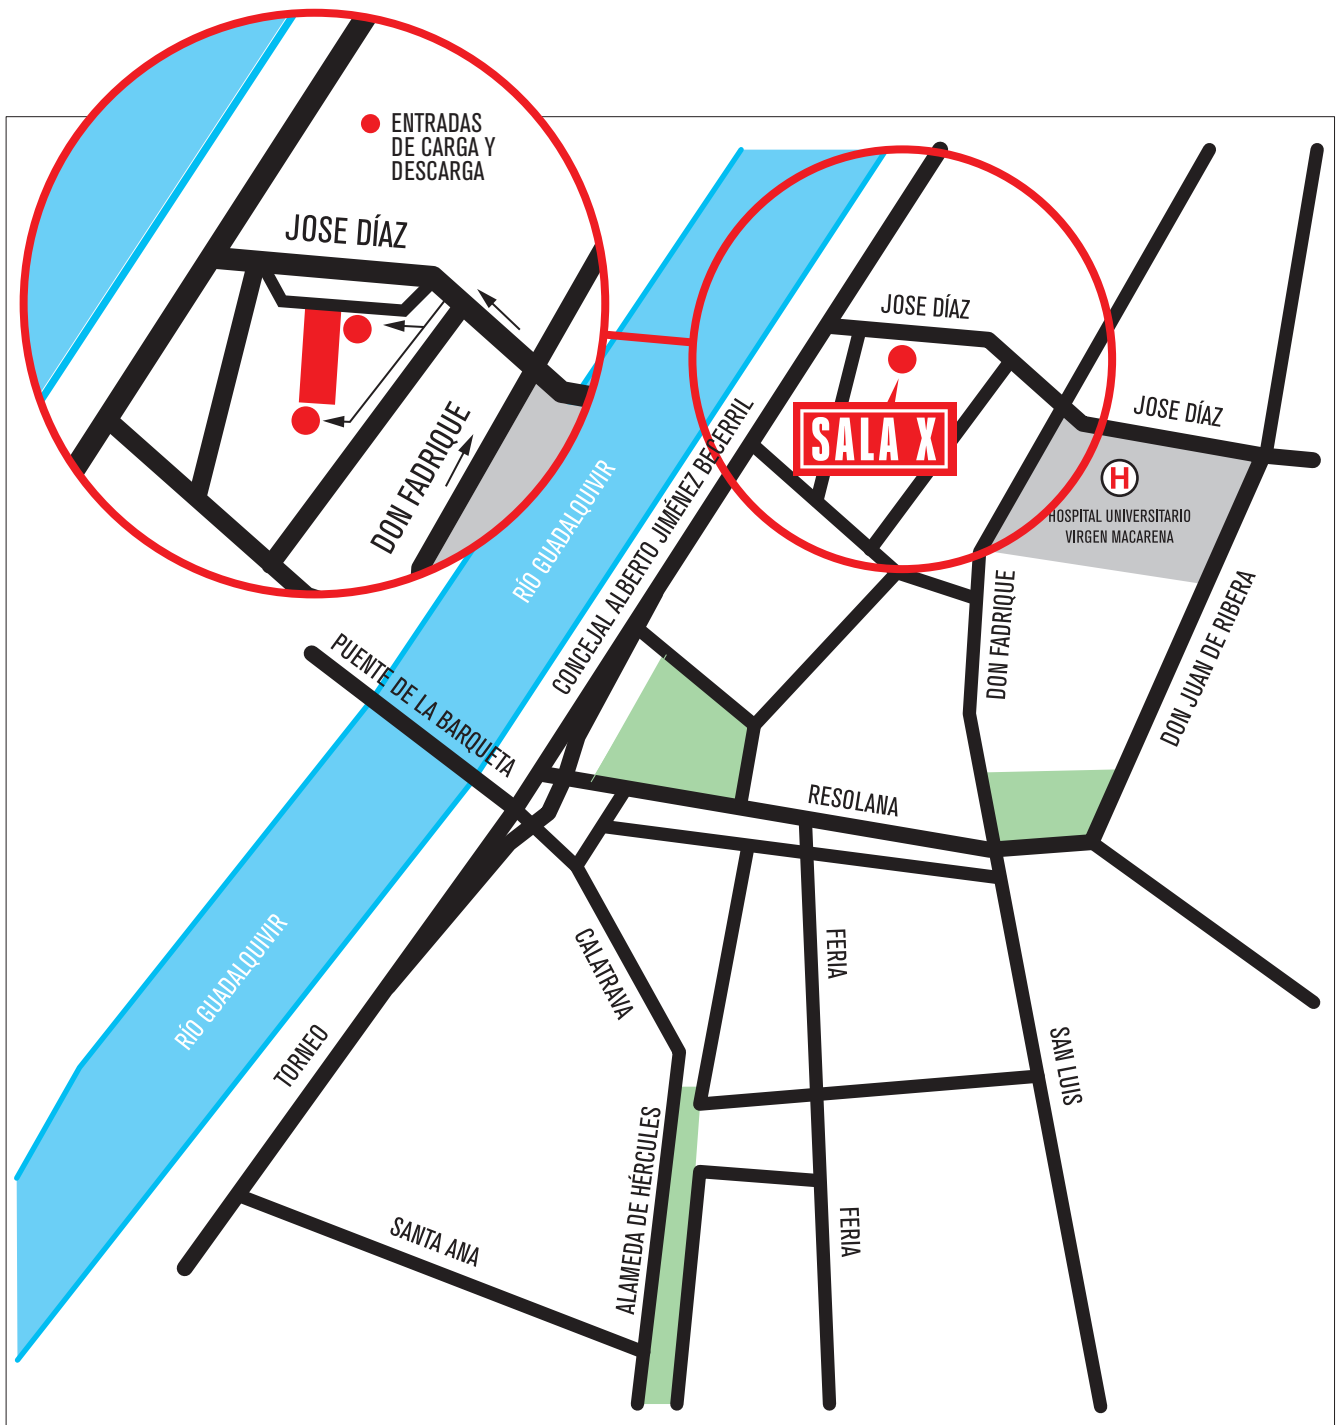 ENTRADAS
DE CARGA Y
DESCARGA
JOSE DÍAZ
DON FADRIQUE
JOSE DÍAZ
SALA X
JOSE DÍAZ
H
HOSPITAL UNIVERSITARIO
VIRGEN MACARENA
RÍO GUADALQUIVIR
CONCEJAL ALBERTO JIMÉNEZ BECERRIL
DON FADRIQUE
DON JUAN DE RIBERA
PUENTE DE LA BARQUETA
RESOLANA
RÍO GUADALQUIVIR
CALATRAVA
FERIA
TORNEO
SAN LUIS
ALAMEDA DE HÉRCULES
SANTA ANA
FERIA